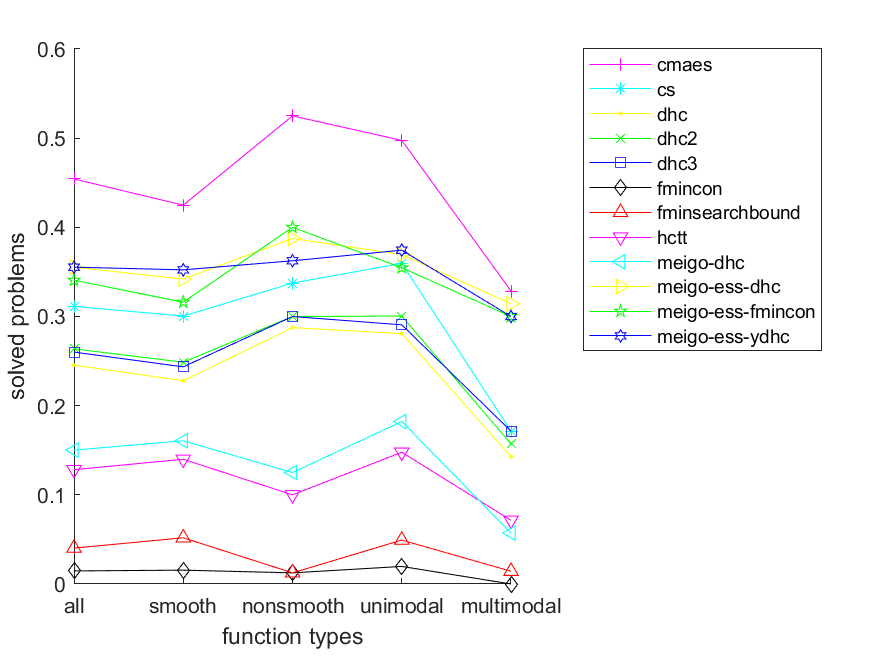 0.6
0.5
0.4
0.3
0.2
0.1
0
solved problems
all smooth nonsmooth unimodal multimodal
function types
cmaes
cs
dhc
dhc2
dhc3
fmincon
fminsearchbound
hctt
meigo-dhc
meigo-ess-dhc
meigo-ess-fmincon
meigo-ess-ydhc